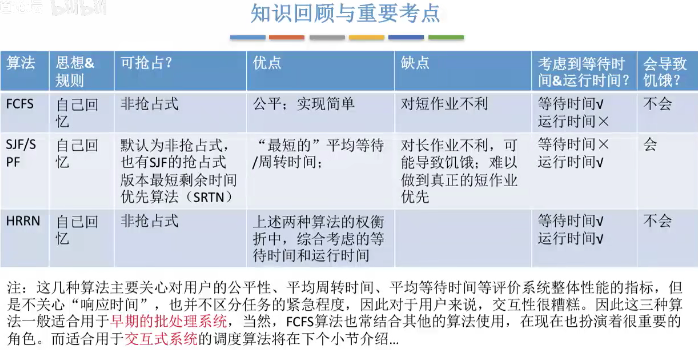 知识回顾与重要考点
算法 思想&规则 可抢占？ 优点 缺点 考虑到等待时间&运行时间？ 会导致饥饿？
FCFS 自己回忆 非抢占式 公平；实现简单 对短作业不利 等待时间√ 运行时间× 不会
SJF/SPF 自己回忆 默认为非抢占式，也有SJF的抢占式版本最短剩余时间优先算法（SRTN） “最短的”平均等待/周转时间； 对长作业不利，可能导致饥饿；难以做到真正的短作业优先 等待时间× 运行时间√ 会
HRRN 自己回忆 非抢占式 上述两种算法的权衡折中，综合考虑的等待时间和运行时间 等待时间√ 运行时间√ 不会
注：这几种算法主要关心对用户的公平性、平均周转时间、平均等待时间等评价系统整体性能的指标，但
是不关心“响应时间”，也并不区分任务的紧急程度，因此对于用户来说，交互性很糟糕。因此这三种算
法一般适合用于早期的批处理系统，当然，FCFS算法也常结合其他的算法使用，在现在也扮演着很重要的
角色。而适合用于交互式系统的调度算法将在下个小节介绍...